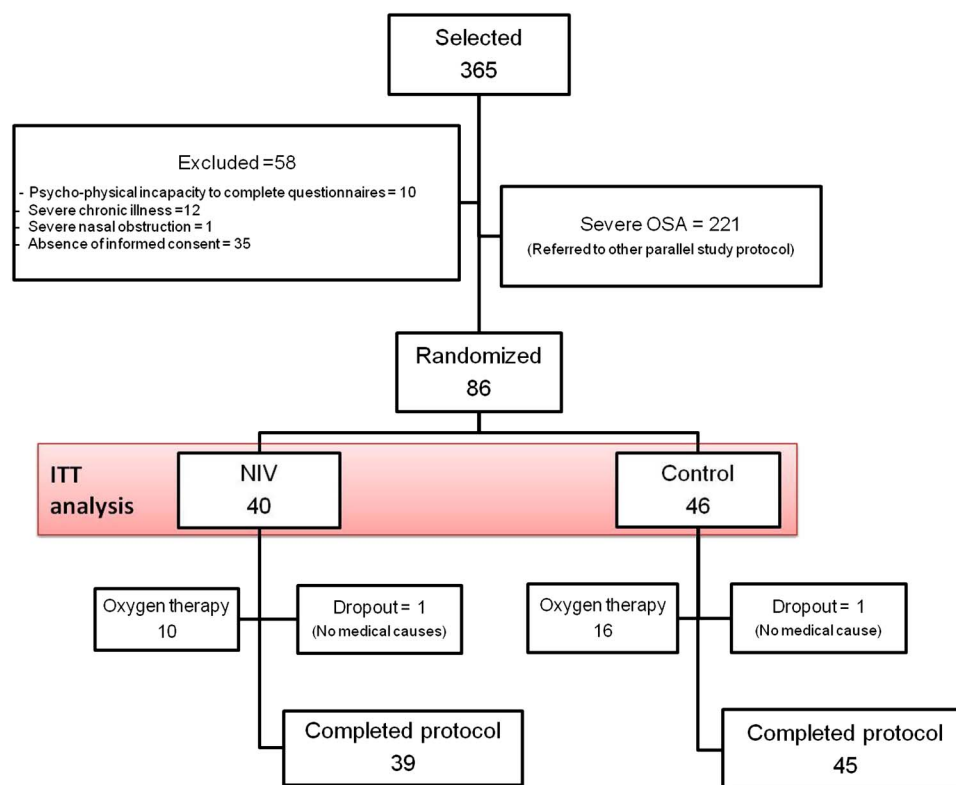 Selected
365
Excluded =58
- Psycho-physical incapacity to complete questionnaires = 10
- Severe chronic illness =12
- Severe nasal obstruction = 1
- Absence of informed consent = 35
Severe OSA = 221
(Referred to other parallel study protocol)
Randomized
86
ITT
analysis
NIV
40
Control
46
Oxygen therapy
10
Dropout = 1
(No medical causes)
Oxygen therapy
16
Dropout = 1
(No medical cause)
Completed protocol
39
Completed protocol
45